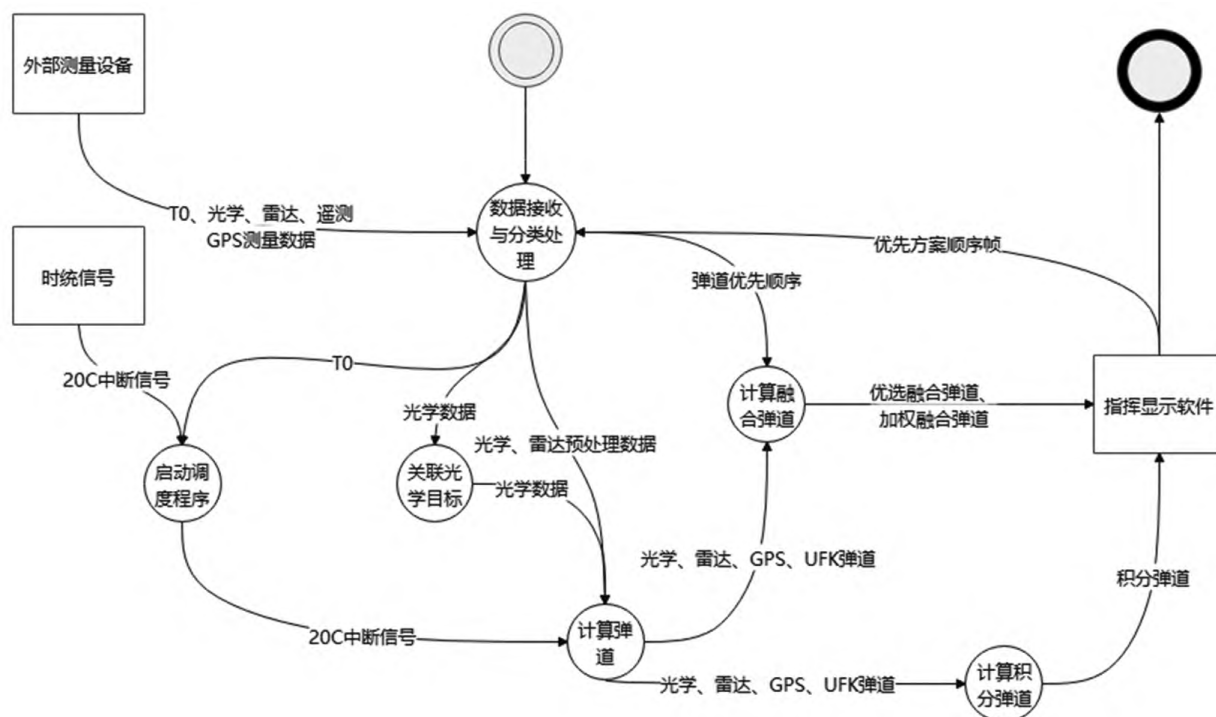 外部测量设备
T0、光学、雷达、遥测
GPS测量数据
数据接收
与分类处
理
时统信号
优先方案顺序帧
弹道优先顺序
T0
20C中断信号
计算融
合弹道
优选融合弹道、
加权融合弹道
指挥显示软件
光学数据
光学、雷达预处理数据
启动调
度程序
关联光
学目标
光学数据
光学、雷达、GPS、UFK弹道
积分弹道
20C中断信号
计算弹
道
光学、雷达、GPS、UFK弹道
计算积
分弹道